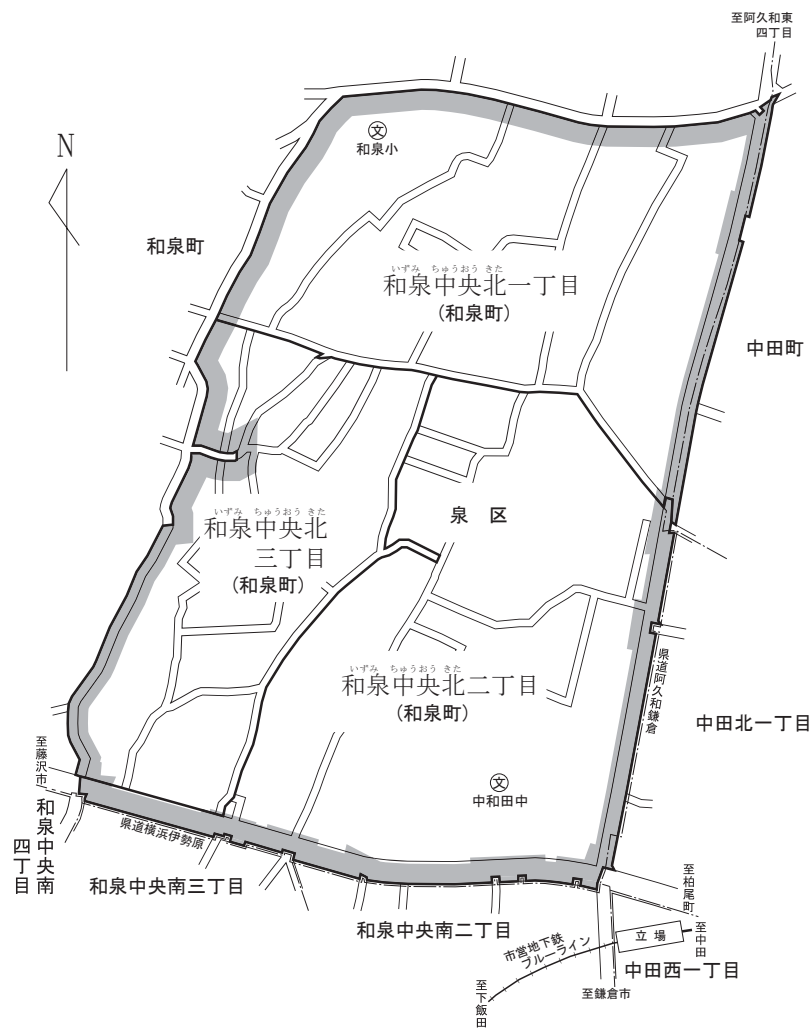 至阿久和東
四丁目
N
文
和泉小
和泉町
いずみ ちゅうおう きた
和泉中央北一丁目
(和泉町)
中田町
いずみ ちゅうおう きた
和泉中央北
三丁目
(和泉町)
泉 区
いずみ ちゅうおう きた
和泉中央北二丁目
(和泉町)
県道阿久和鎌倉
中田北一丁目
至藤沢市
文
中和田中
県道横浜伊勢原
和泉中央南
四丁目
和泉中央南三丁目
和泉中央南二丁目
至柏尾町
市営地下鉄
ブルーライン
立 場
至中田
中田西一丁目
至下飯田
至鎌倉市